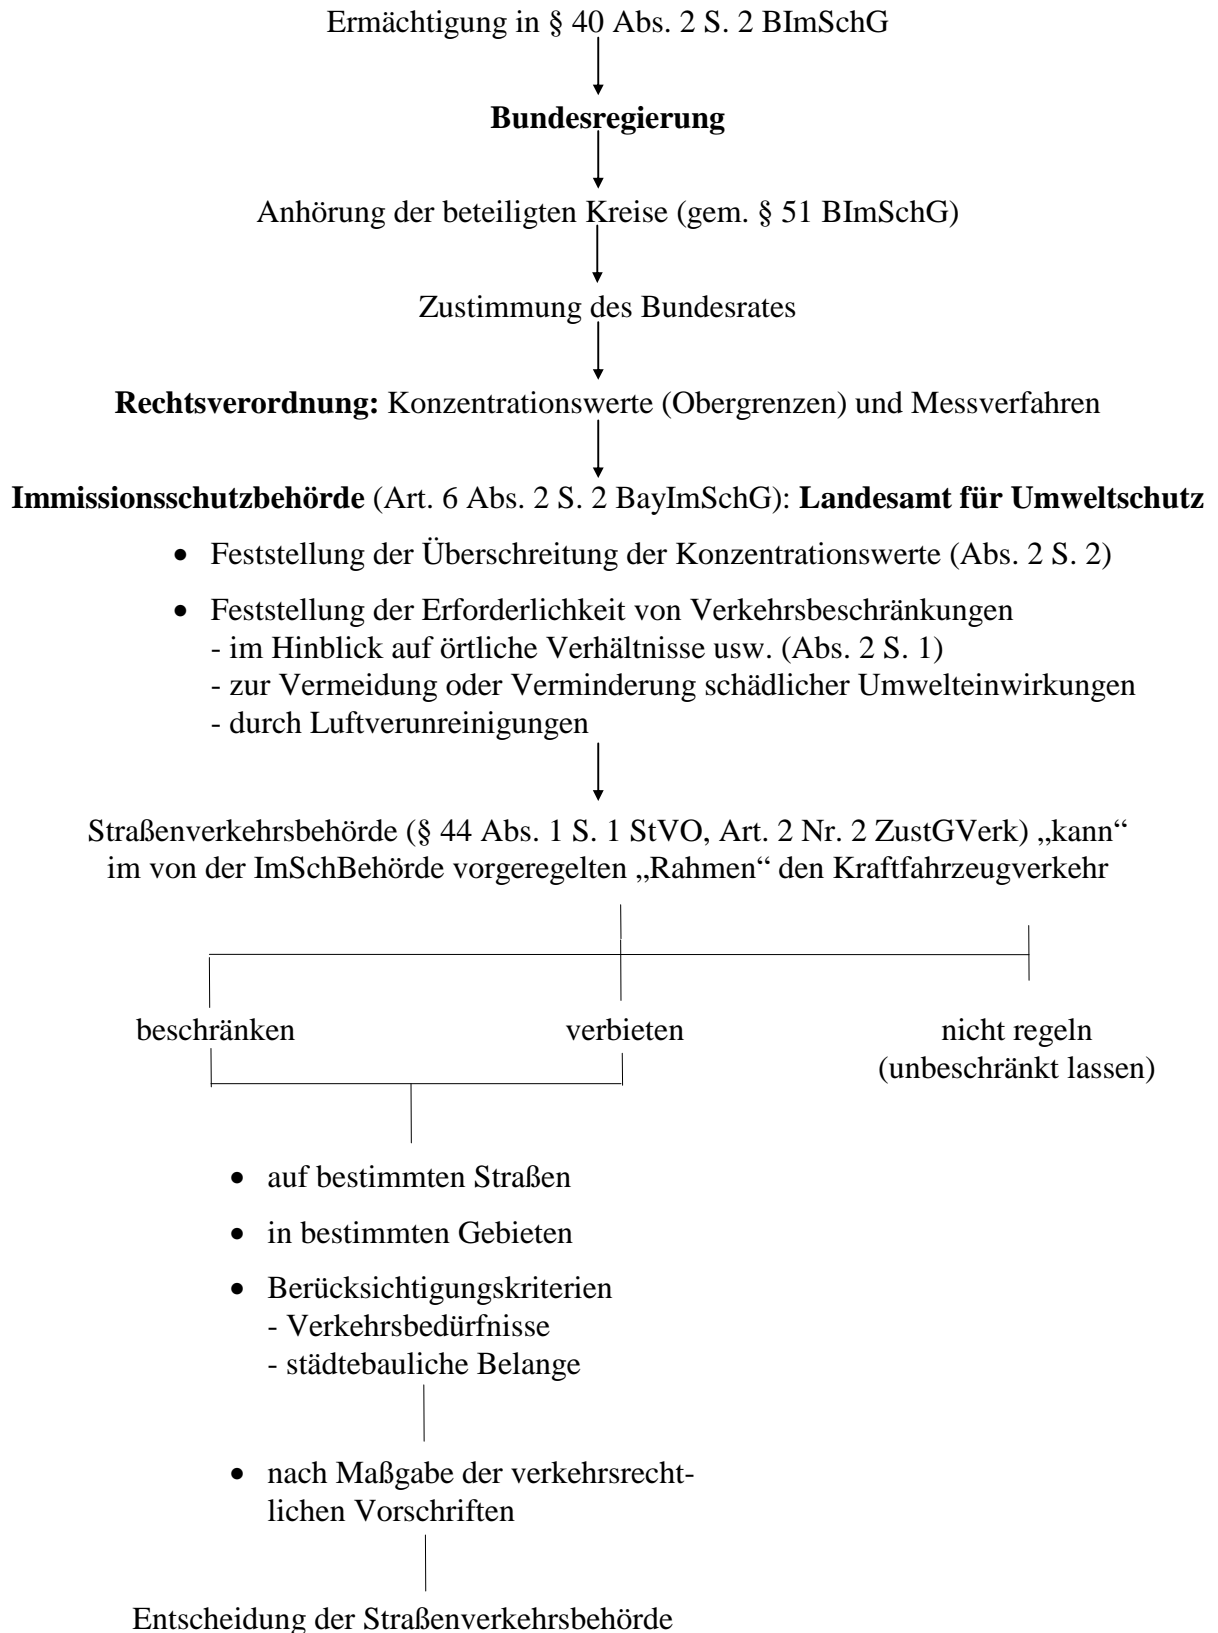 Ermächtigung in § 40 Abs. 2 S. 2 BImSchG
Bundesregierung
Anhörung der beteiligten Kreise (gem. § 51 BImSchG)
Zustimmung des Bundesrates
Rechtsverordnung: Konzentrationswerte (Obergrenzen) und Messverfahren
Immissionsschutzbehörde (Art. 6 Abs. 2 S. 2 BayImSchG): Landesamt für Umweltschutz
• Feststellung der Überschreitung der Konzentrationswerte (Abs. 2 S. 2)
• Feststellung der Erforderlichkeit von Verkehrsbeschränkungen
- im Hinblick auf örtliche Verhältnisse usw. (Abs. 2 S. 1)
- zur Vermeidung oder Verminderung schädlicher Umwelteinwirkungen
- durch Luftverunreinigungen
Straßenverkehrsbehörde (§ 44 Abs. 1 S. 1 StVO, Art. 2 Nr. 2 ZustGVerk) „kann“
im von der ImSchBehörde vorgeregelten „Rahmen“ den Kraftfahrzeugverkehr
beschränken verbieten nicht regeln
(unbeschränkt lassen)
• auf bestimmten Straßen
• in bestimmten Gebieten
• Berücksichtigungskriterien
- Verkehrsbedürfnisse
- städtebauliche Belange
• nach Maßgabe der verkehrsrecht-
lichen Vorschriften
Entscheidung der Straßenverkehrsbehörde